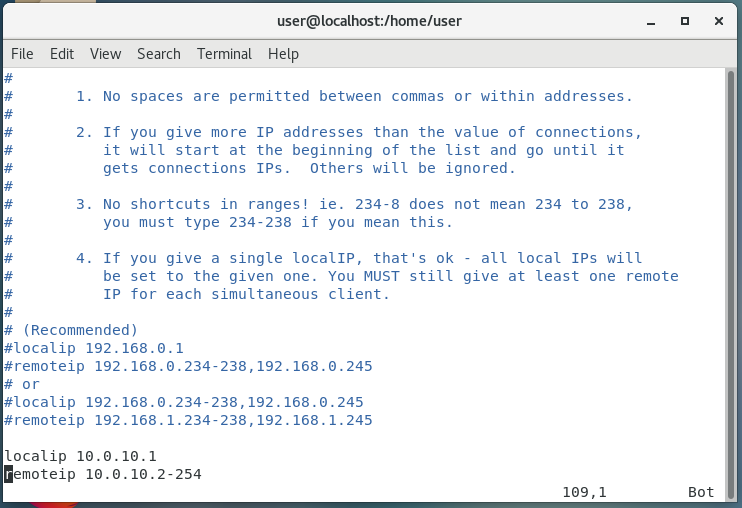 user@localhost:/home/user
File Edit View Search Terminal Help
#
# 1. No spaces are permitted between commas or within addresses.
#
# 2. If you give more IP addresses than the value of connections,
# it will start at the beginning of the list and go until it
# gets connections IPs. Others will be ignored.
#
# 3. No shortcuts in ranges! ie. 234-8 does not mean 234 to 238,
# you must type 234-238 if you mean this.
#
# 4. If you give a single localIP, that's ok - all local IPs will
# be set to the given one. You MUST still give at least one remote
# IP for each simultaneous client.
#
# (Recommended)
#localip 192.168.0.1
#remoteip 192.168.0.234-238,192.168.0.245
# or
#localip 192.168.0.234-238,192.168.0.245
#remoteip 192.168.1.234-238,192.168.1.245
localip 10.0.10.1
remoteip 10.0.10.2-254
109,1 Bot